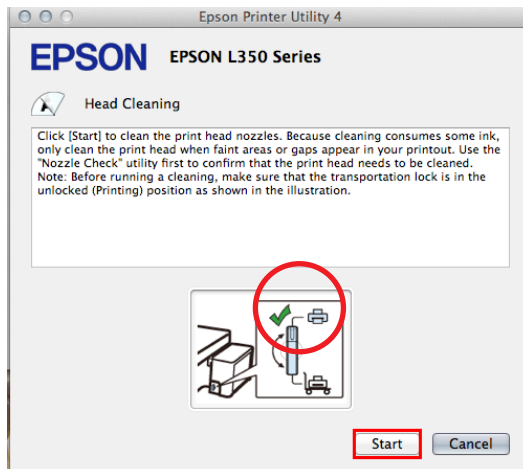 Epson Printer Utility 4
EPSON EPSON L350 Series
Head Cleaning
Click [Start] to clean the print head nozzles. Because cleaning consumes some ink,
only clean the print head when faint areas or gaps appear in your printout. Use the
"Nozzle Check" utility first to confirm that the print head needs to be cleaned.
Note: Before running a cleaning, make sure that the transportation lock is in the
unlocked (Printing) position as shown in the illustration.
Start Cancel